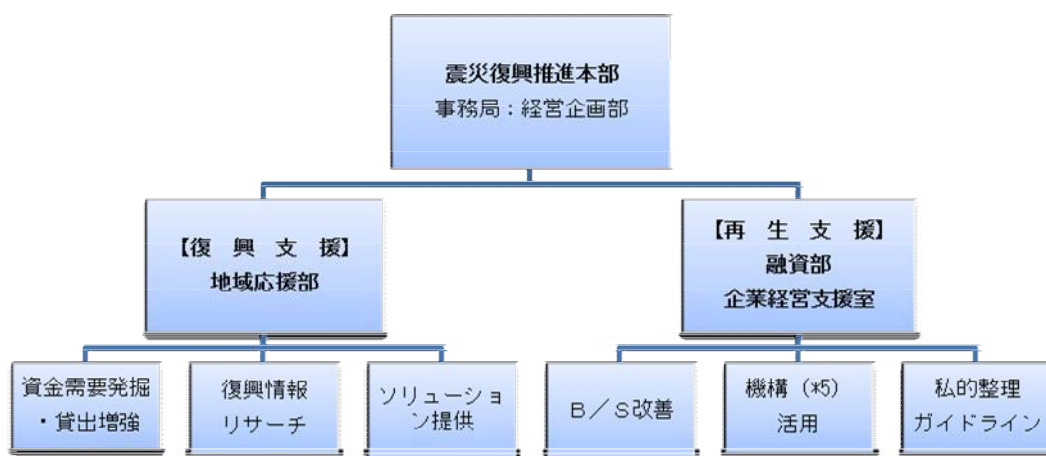 震災復興推進本部
事務局：経営企画部
【復　興　支　援】
地域応援部
【再　生　支　援】
融資部
企業経営支援室
資金需要発掘
・貸出増強
復興情報
リサーチ
ソリューショ
ン提供
Ｂ／Ｓ改善
機構（*5）
活用
私的整理
ガイドライン